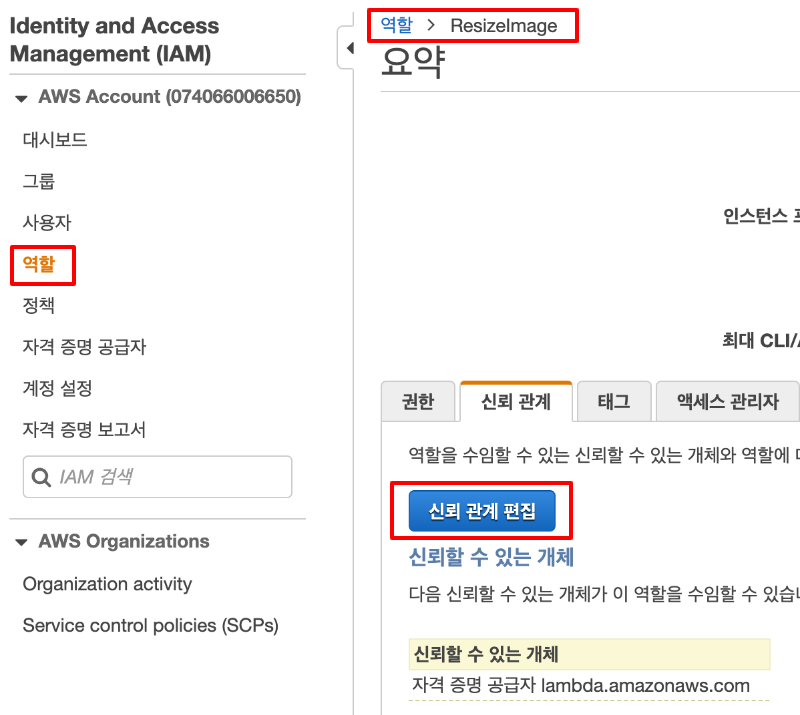 Identity and Access
Management (IAM)
AWS Account (074066006650)
대시보드
그룹
사용자
역할
정책
자격 증명 공급자
계정 설정
자격 증명 보고서
IAM 검색
AWS Organizations
Organization activity
Service control policies (SCPs)
역할 > ResizeImage
요약
인스턴스
최대 CLI/
권한 신뢰 관계 태그 액세스 관리자
역할을 수임할 수 있는 신뢰할 수 있는 개체와 역할에
신뢰 관계 편집
신뢰할 수 있는 개체
다음 신뢰할 수 있는 개체가 이 역할을 수임할 수 있습
신뢰할 수 있는 개체
자격 증명 공급자 lambda.amazonaws.com